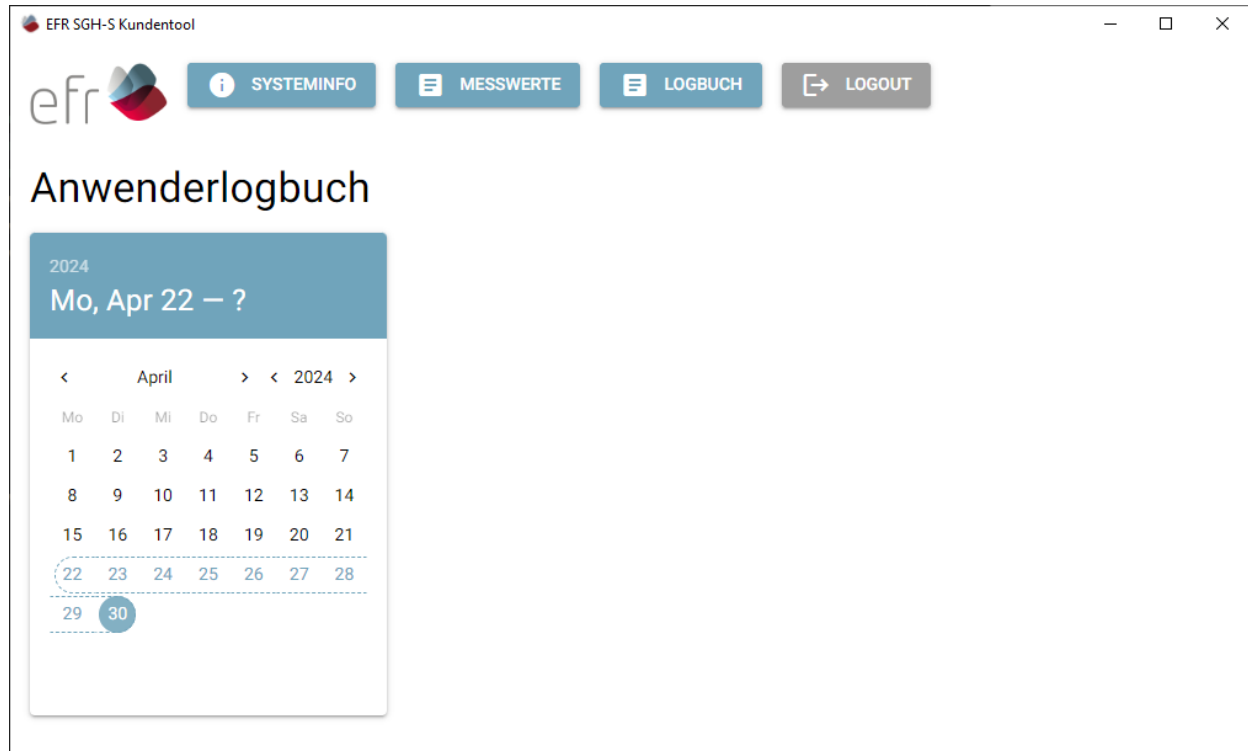 EFR SGH-S Kundentool
efr
SYSTEMINFO MESSWERTE LOGBUCH LOGOUT
Anwenderlogbuch
2024
Mo, Apr 22 — ?
April 2024
Mo Di Mi Do Fr Sa So
1 2 3 4 5 6 7
8 9 10 11 12 13 14
15 16 17 18 19 20 21
22 23 24 25 26 27 28
29 30